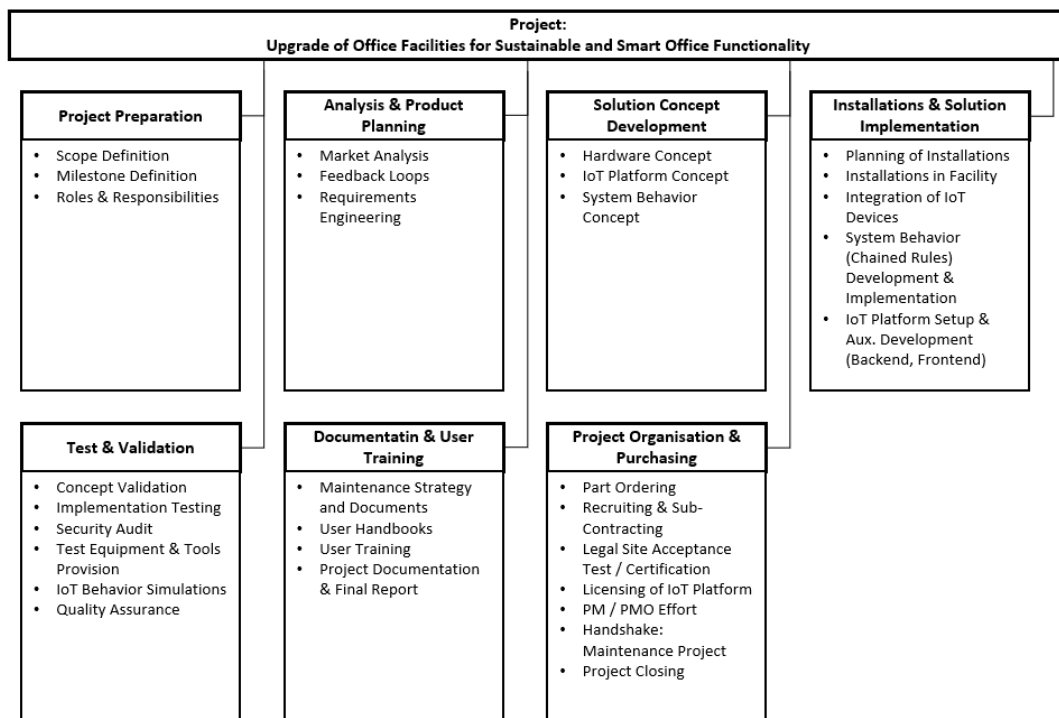 Project:
Upgrade of Office Facilities for Sustainable and Smart Office Functionality
Project Preparation
• Scope Definition
• Milestone Definition
• Roles & Responsibilities
Analysis & Product
Planning
• Market Analysis
• Feedback Loops
• Requirements
Engineering
Solution Concept
Development
• Hardware Concept
• IoT Platform Concept
• System Behavior
Concept
Installations & Solution
Implementation
• Planning of Installations
• Installations in Facility
• Integration of IoT
Devices
• System Behavior
(Chained Rules)
Development &
Implementation
• IoT Platform Setup &
Aux. Development
(Backend, Frontend)
Test & Validation
• Concept Validation
• Implementation Testing
• Security Audit
• Test Equipment & Tools
Provision
• IoT Behavior Simulations
• Quality Assurance
Documentatin & User
Training
• Maintenance Strategy
and Documents
• User Handbooks
• User Training
• Project Documentation
& Final Report
Project Organisation &
Purchasing
• Part Ordering
• Recruiting & Sub-
Contracting
• Legal Site Acceptance
Test / Certification
• Licensing of IoT Platform
• PM / PMO Effort
• Handshake:
Maintenance Project
• Project Closing